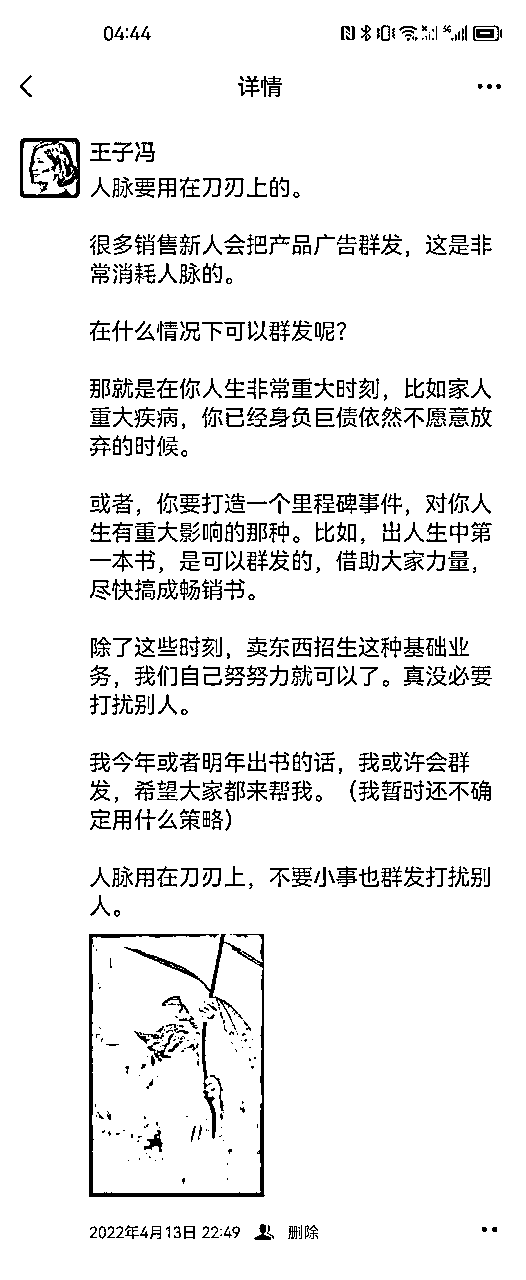 04:44
详情
王子冯
人脉要用在刀刃上的。
很多销售新人会把产品广告群发，这是非
常消耗人脉的。
在什么情况下可以群发呢？
那就是在你人生非常重大时刻，比如家人
重大疾病，你已经身负巨债依然不愿意放
弃的时候。
或者，你要打造一个里程碑事件，对你人
生有重大影响的那种。比如，出人生中第
一本书，是可以群发的，借助大家力量，
尽快搞成畅销书。
除了这些时刻，卖东西招生这种基础业
务，我们自己努努力就可以了。真没必要
打扰别人。
我今年或者明年出书的话，我或许会群
发，希望大家都来帮我。（我暂时还不确
定用什么策略）
人脉用在刀刃上，不要小事也群发打扰别
人。
2022年4月13日 22:49 删除